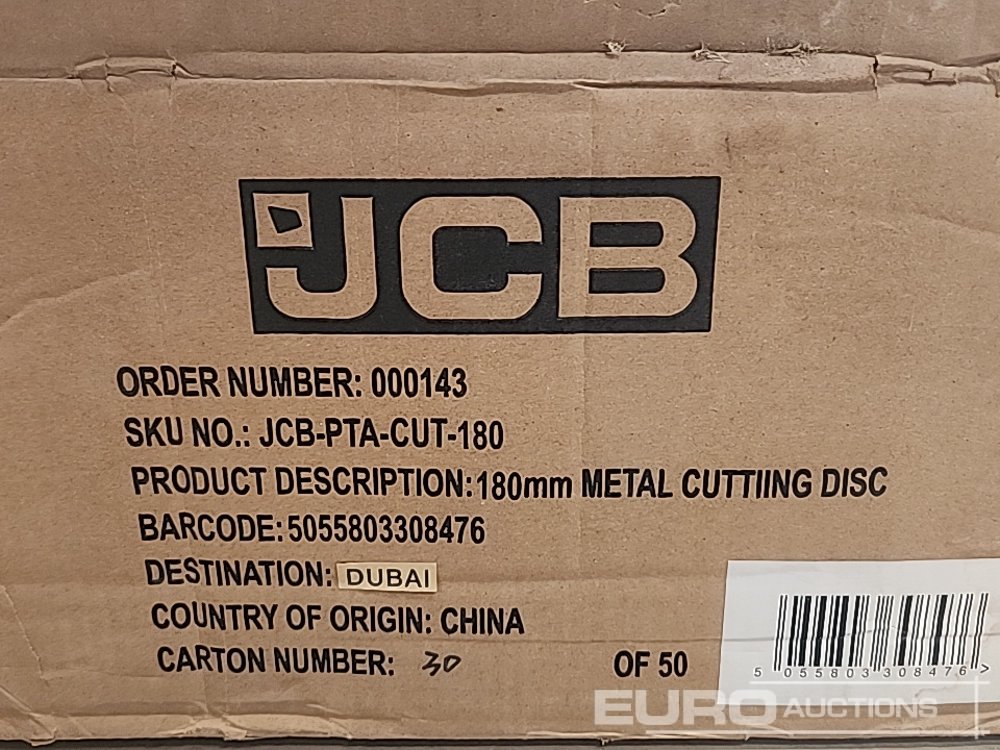 JCB
ORDER NUMBER: 000143
SKU NO.: JCB-PTA-CUT-180
PRODUCT DESCRIPTION: 180mm METAL CUTTIING DISC
BARCODE: 5055803308476
DESTINATION: DUBAI
COUNTRY OF ORIGIN: CHINA
CARTON NUMBER: 30 OF 50
5 055803 308476 >
EURO AUCTIONS